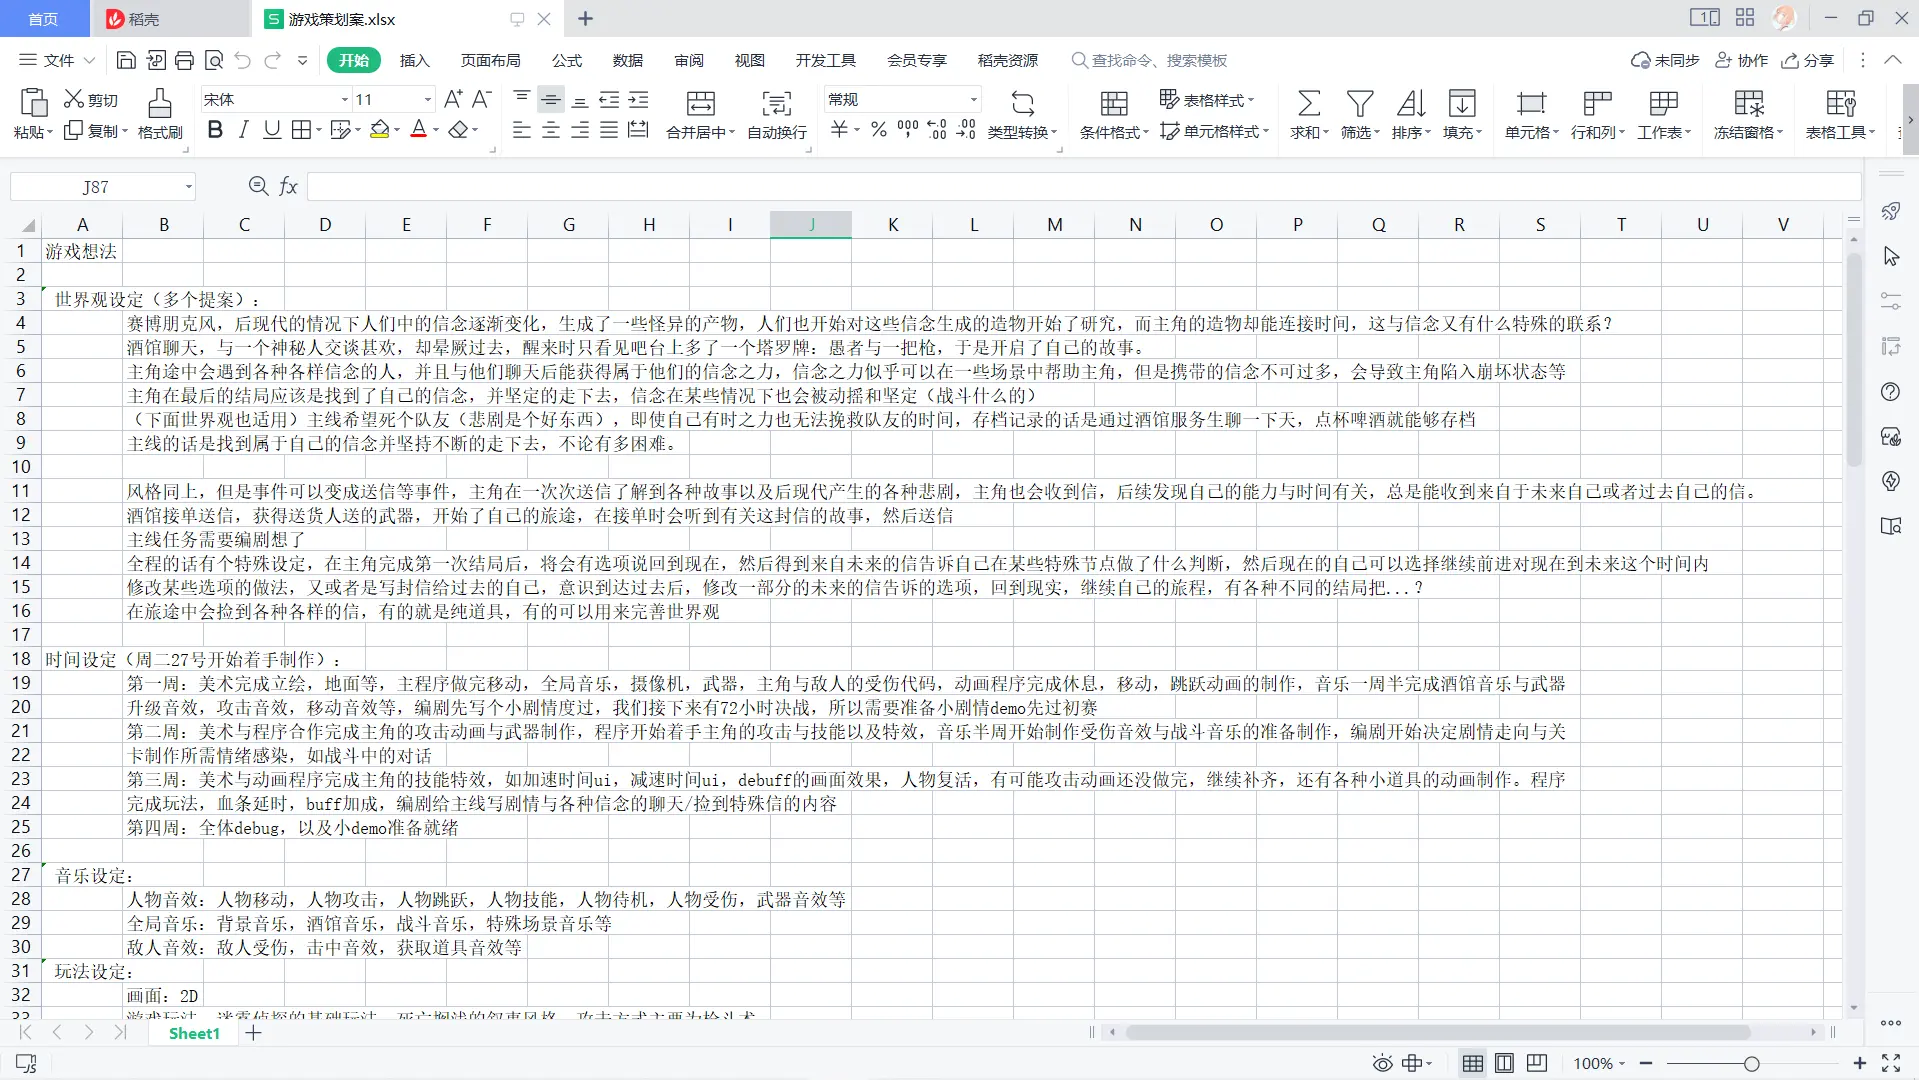 首页 稻壳 S 游戏策划案.xlsx
文件 开始 插入 页面布局 公式 数据 审阅 视图 开发工具 会员专享 稻壳资源 查找命令、搜索模板 未同步 协作 分享
粘贴 剪切 复制 格式刷 宋体 11 合并居中 自动换行 常规 类型转换 条件格式 表格样式 单元格样式 求和 筛选 排序 填充 单元格 行和列 工作表 冻结窗格 表格工具
J87 fx
A B C D E F G H I J K L M N O P Q R S T U V
1 游戏想法
2
3 世界观设定（多个提案）：
4 赛博朋克风，后现代的情况下人们中的信念逐渐变化，生成了一些怪异的产物，人们也开始对这些信念生成的造物开始了研究，而主角的造物却能连接时间，这与信念又有什么特殊的联系？
5 酒馆聊天，与一个神秘人交谈甚欢，却晕厥过去，醒来时只看见吧台上多了一个塔罗牌：愚者与一把枪，于是开启了自己的故事。
6 主角途中会遇到各种各样信念的人，并且与他们聊天后能获得属于他们的信念之力，信念之力似乎可以在一些场景中帮助主角，但是携带的信念不可过多，会导致主角陷入崩坏状态等
7 主角在最后的结局应该是找到了自己的信念，并坚定的走下去，信念在某些情况下也会被动摇和坚定（战斗什么的）
8 （下面世界观也适用）主线希望死个队友（悲剧是个好东西），即使自己有时之力也无法挽救队友的时间，存档记录的话是通过酒馆服务生聊一下天，点杯啤酒就能够存档
9 主线的话是找到属于自己的信念并坚持不断的走下去，不论有多困难。
10
11 风格同上，但是事件可以变成送信等事件，主角在一次次送信了解到各种故事以及后现代产生的各种悲剧，主角也会收到信，后续发现自己的能力与时间有关，总是能收到来自于未来自己或者过去自己的信。
12 酒馆接单送信，获得送货人送的武器，开始了自己的旅途，在接单时会听到有关这封信的故事，然后送信
13 主线任务需要编剧想了
14 全程的话有个特殊设定，在主角完成第一次结局后，将会有选项说回到现在，然后得到来自未来的信告诉自己在某些特殊节点做了什么判断，然后现在的自己可以选择继续前进对现在到未来这个时间内
15 修改某些选项的做法，又或者是写封信给过去的自己，意识到达过去后，修改一部分的未来的信告诉的选项，回到现实，继续自己的旅程，有各种不同的结局把...？
16 在旅途中会捡到各种各样的信，有的就是纯道具，有的可以用来完善世界观
17
18 时间设定（周二27号开始着手制作）：
19 第一周：美术完成立绘，地面等，主程序做完移动，全局音乐，摄像机，武器，主角与敌人的受伤代码，动画程序完成休息，移动，跳跃动画的制作，音乐一周半完成酒馆音乐与武器
20 升级音效，攻击音效，移动音效等，编剧先写个小剧情度过，我们接下来有72小时决战，所以需要准备小剧情demo先过初赛
21 第二周：美术与程序合作完成主角的攻击动画与武器制作，程序开始着手主角的攻击与技能以及特效，音乐半周开始制作受伤音效与战斗音乐的准备制作，编剧开始决定剧情走向与关
22 卡制作所需情绪感染，如战斗中的对话
23 第三周：美术与动画程序完成主角的技能特效，如加速时间ui，减速时间ui，debuff的画面效果，人物复活，有可能攻击动画还没做完，继续补齐，还有各种小道具的动画制作。程序
24 完成玩法，血条延时，buff加成，编剧给主线写剧情与各种信念的聊天/捡到特殊信的内容
25 第四周：全体debug，以及小demo准备就绪
26
27 音乐设定：
28 人物音效：人物移动，人物攻击，人物跳跃，人物技能，人物待机，人物受伤，武器音效等
29 全局音乐：背景音乐，酒馆音乐，战斗音乐，特殊场景音乐等
30 敌人音效：敌人受伤，击中音效，获取道具音效等
31 玩法设定：
32 画面：2D
Sheet1
100%